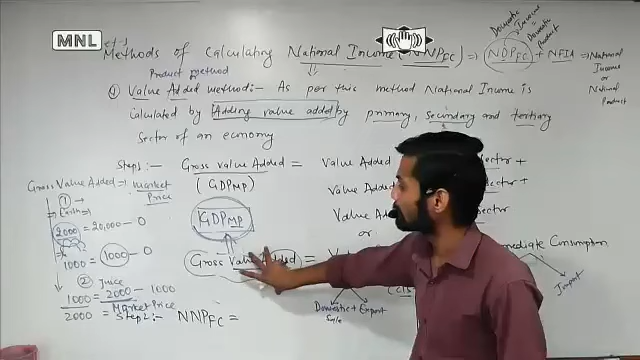 MNL
Methods of Calculating National Income (NNPFC) => NDPFC + NFIA => National Income or National Product
Domestic Income
Domestic Product
Product method
① Value Added method:- As per this method National Income is
calculated by Adding value added by primary, secondary and tertiary
sector of an economy
Steps:- Gross value Added = Value Added sector +
(GDPMP)
Value sector +
Value Added sector
or
Gross Value Added => market Price
① ->
2000 = 20,000 - 0
1000 = 1000 - 0
② Juice
1000 = 2000 - 1000
2000
Market Price
GDPMP
Gross Value Added =
Intermediate Consumption
Domestic Sale + Export
Import
Step 2:- NNPFC =